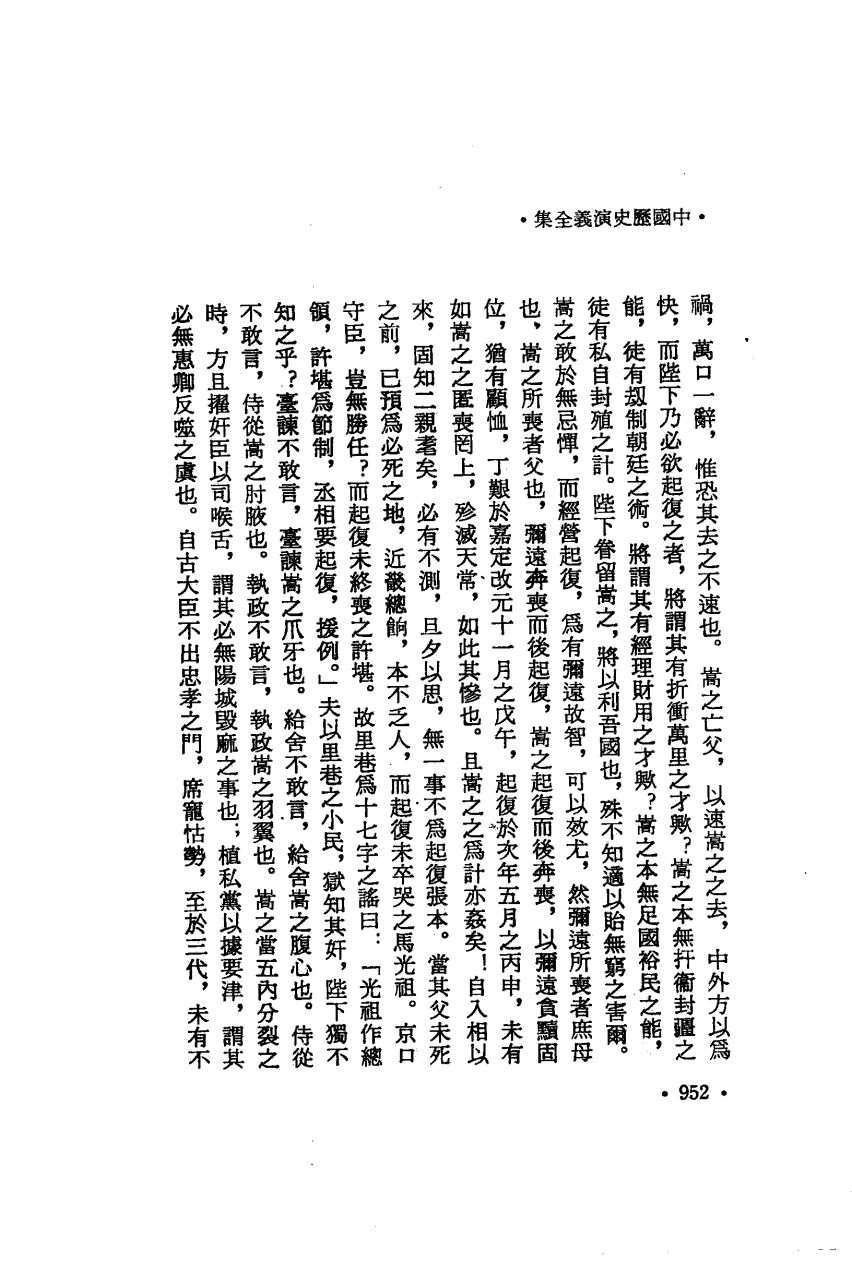 •中國歷史演義全集•
禍，萬口一辭，惟恐其去之不速也。嵩之亡父，以速嵩之之去，中外方以爲
快，而陛下乃必欲起復之者，將謂其有折衝萬里之才歟？嵩之本無扞衞封疆之
能，徒有刼制朝廷之術。將謂其有經理財用之才歟？嵩之本無足國裕民之能，
徒有私自封殖之計。陛下眷留嵩之，將以利吾國也，殊不知適以貽無窮之害爾。
嵩之敢於無忌憚，而經營起復，爲有彌遠故智，可以效尤，然彌遠所喪者庶母
也、嵩之所喪者父也，彌遠奔喪而後起復，嵩之起復而後奔喪，以彌遠貪黷固
位，猶有顧恤，丁艱於嘉定改元十一月之戊午，起復於次年五月之丙申，未有
如嵩之之匿喪罔上，殄滅天常、如此其慘也。且嵩之之爲計亦姦矣！自入相以
來，固知二親耄矣，必有不測，旦夕以思，無一事不爲起復張本。當其父未死
之前，已預爲必死之地，近畿總餉，本不乏人，而起復未卒哭之馬光祖。京口
守臣，豈無勝任？而起復未終喪之許堪。故里巷爲十七字之謠曰：「光祖作總
領，許堪爲節制，丞相要起復，援例。」夫以里巷之小民，獄知其奸，陛下獨不
知之乎？臺諫不敢言，臺諫嵩之爪牙也。給舍不敢言，給舍嵩之腹心也。侍從
不敢言，侍從嵩之肘腋也。執政不敢言，執政嵩之羽翼也。嵩之當五內分裂之
時，方且擢奸臣以司喉舌，謂其必無陽城毀麻之事也；植私黨以據要津，謂其
必無惠卿反噬之虞也。自古大臣不出忠孝之門，席寵怙勢，至於三代，未有不
•952•